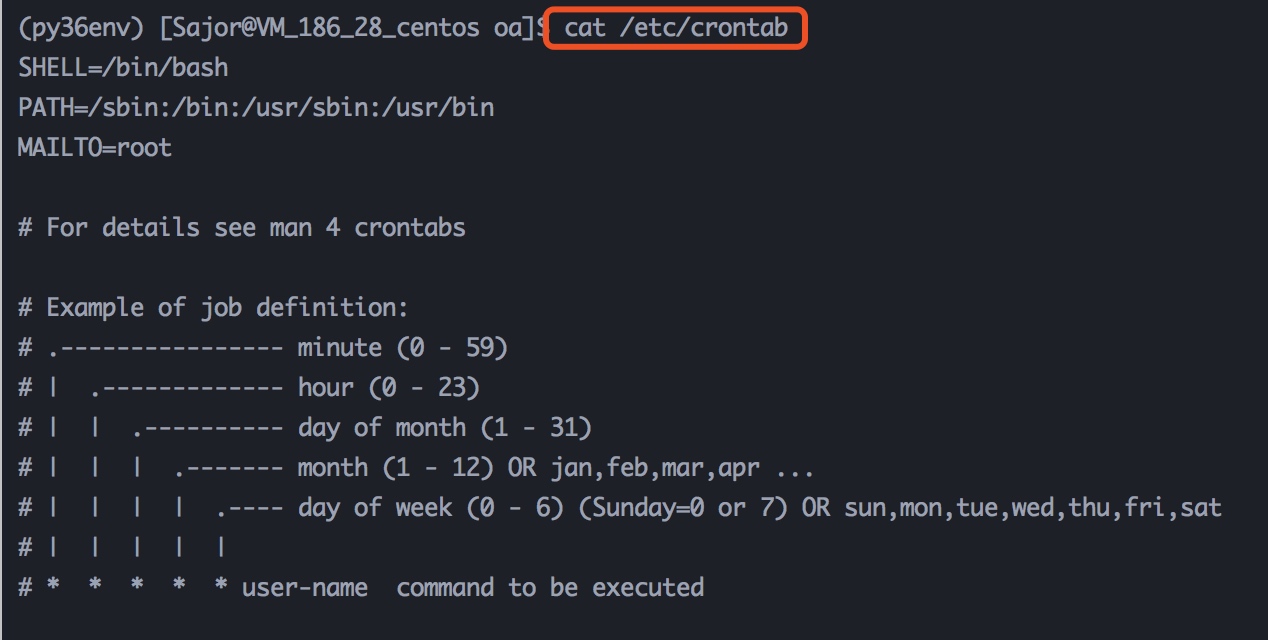 (py36env) [Sajor@VM_186_28_centos oa]$ cat /etc/crontab
SHELL=/bin/bash
PATH=/sbin:/bin:/usr/sbin:/usr/bin
MAILTO=root
# For details see man 4 crontabs
# Example of job definition:
# .---------------- minute (0 - 59)
# |  .------------- hour (0 - 23)
# |  |  .---------- day of month (1 - 31)
# |  |  |  .------- month (1 - 12) OR jan,feb,mar,apr ...
# |  |  |  |  .---- day of week (0 - 6) (Sunday=0 or 7) OR sun,mon,tue,wed,thu,fri,sat
# |  |  |  |  |
# *  *  *  *  * user-name  command to be executed